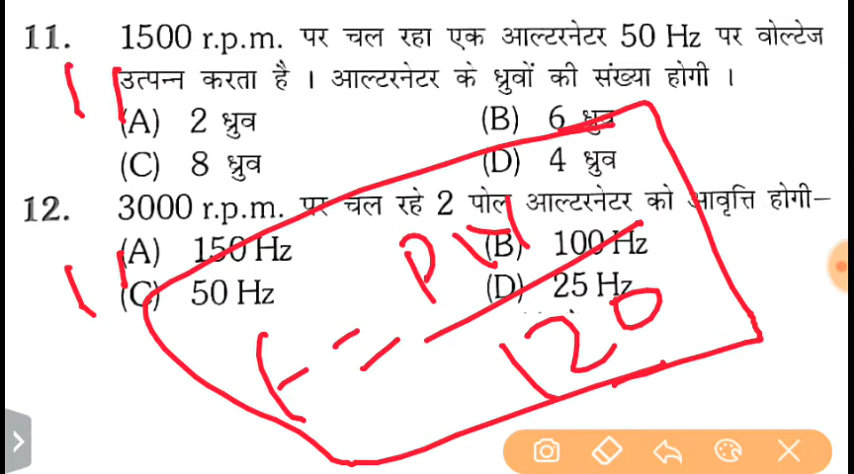 11. 1500 r.p.m. पर चल रहा एक आल्टरनेटर 50 Hz पर वोल्टेज
उत्पन्न करता है । आल्टरनेटर के ध्रुवों की संख्या होगी ।
(A) 2 ध्रुव (B) 6 ध्रुव
(C) 8 ध्रुव (D) 4 ध्रुव
12. 3000 r.p.m. पर चल रहे 2 पोल आल्टरनेटर को आवृत्ति होगी–
(A) 150 Hz (B) 100 Hz
(C) 50 Hz (D) 25 Hz
PN
f =
120